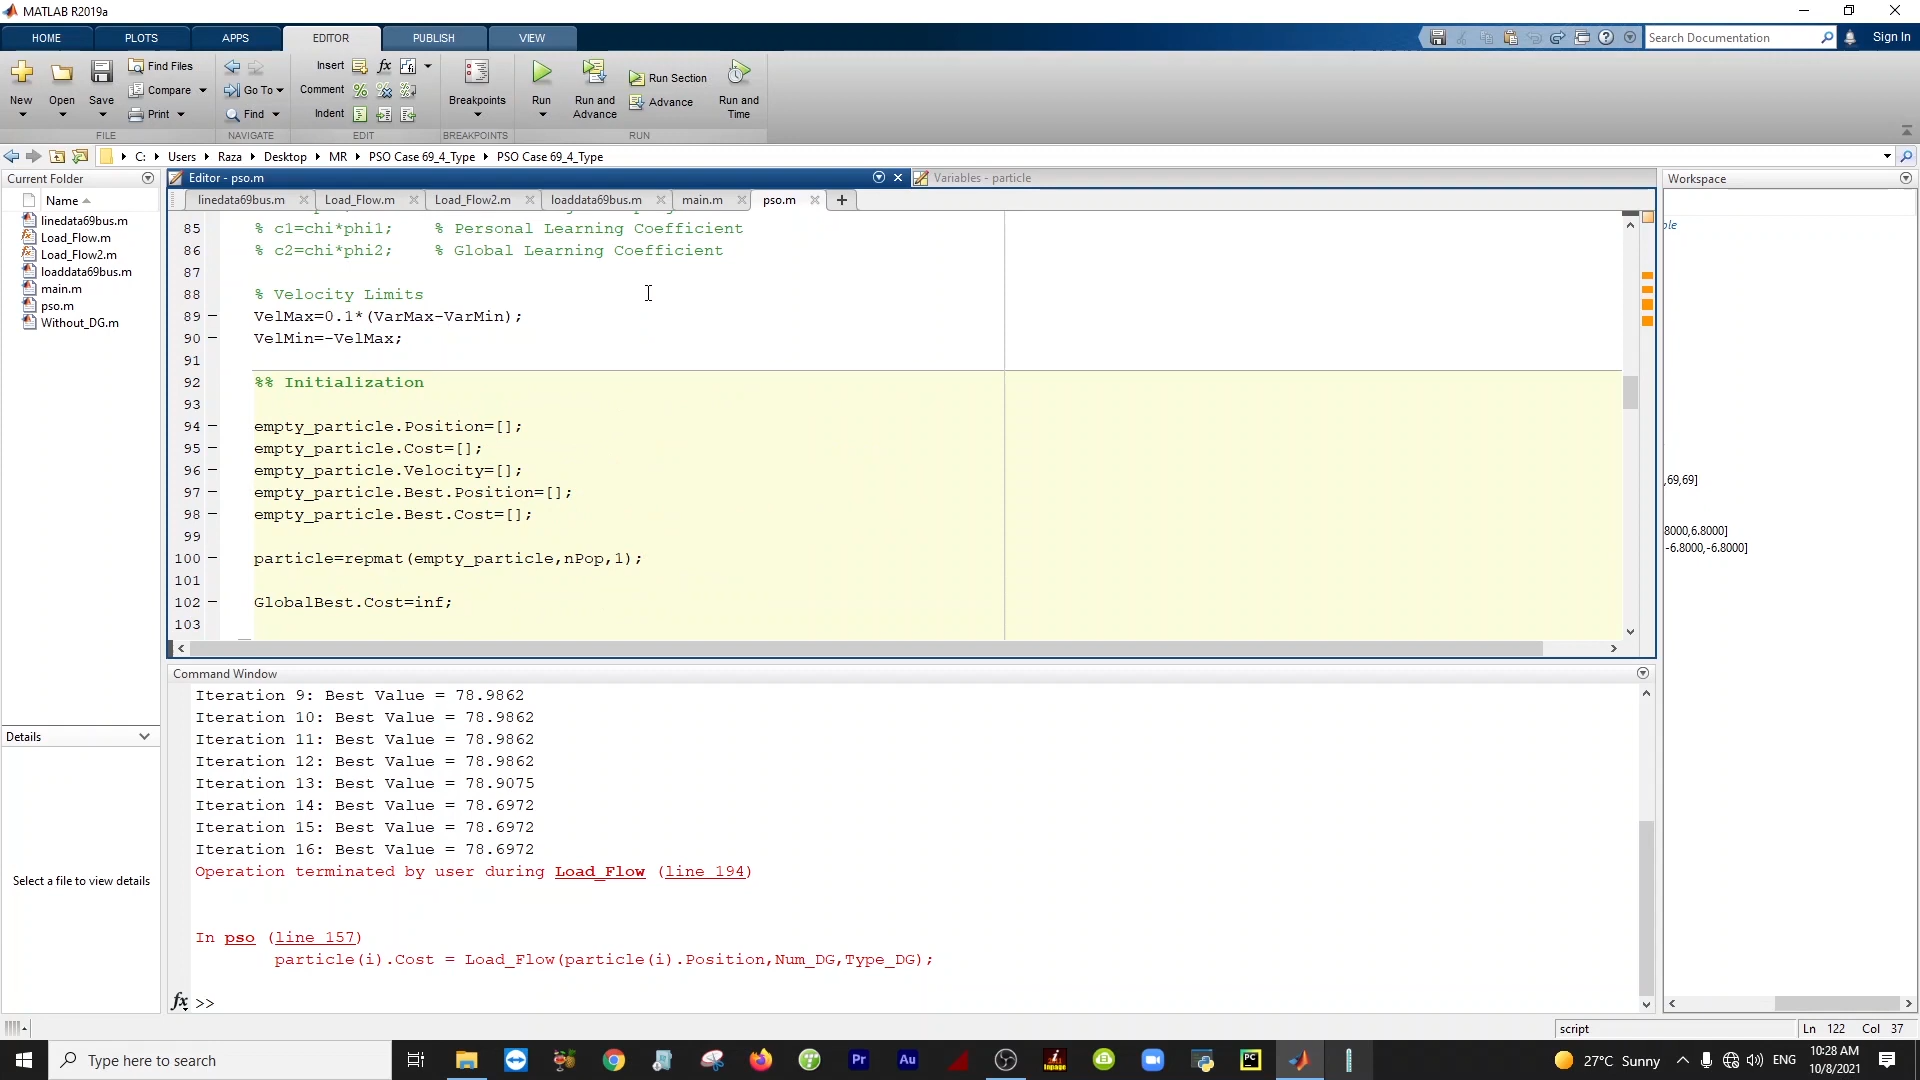 MATLAB R2019a
HOME PLOTS APPS EDITOR PUBLISH VIEW Search Documentation Sign In
New Open Save Find Files Compare Print Go To Find Insert fx Comment Indent Breakpoints Run Run and Advance Run Section Advance Run and Time
FILE NAVIGATE EDIT BREAKPOINTS RUN
C: Users Raza Desktop MR PSO Case 69_4_Type PSO Case 69_4_Type
Current Folder
Name
linedata69bus.m
Load_Flow.m
Load_Flow2.m
loaddata69bus.m
main.m
pso.m
Without_DG.m
Details
Select a file to view details
Editor - pso.m Variables - particle
linedata69bus.m Load_Flow.m Load_Flow2.m loaddata69bus.m main.m pso.m
85 % c1=chi*phi1; % Personal Learning Coefficient
86 % c2=chi*phi2; % Global Learning Coefficient
87
88 % Velocity Limits
89 VelMax=0.1*(VarMax-VarMin);
90 VelMin=-VelMax;
91
92 %% Initialization
93
94 empty_particle.Position=[];
95 empty_particle.Cost=[];
96 empty_particle.Velocity=[];
97 empty_particle.Best.Position=[];
98 empty_particle.Best.Cost=[];
99
100 particle=repmat(empty_particle,nPop,1);
101
102 GlobalBest.Cost=inf;
103
Workspace
,69,69]
8000,6.8000]
-6.8000,-6.8000]
Command Window
Iteration 9: Best Value = 78.9862
Iteration 10: Best Value = 78.9862
Iteration 11: Best Value = 78.9862
Iteration 12: Best Value = 78.9862
Iteration 13: Best Value = 78.9075
Iteration 14: Best Value = 78.6972
Iteration 15: Best Value = 78.6972
Iteration 16: Best Value = 78.6972
Operation terminated by user during Load_Flow (line 194)
In pso (line 157)
particle(i).Cost = Load_Flow(particle(i).Position,Num_DG,Type_DG);
fx >>
script Ln 122 Col 37
Type here to search
Pr Au PC
27°C Sunny ENG 10:28 AM
10/8/2021